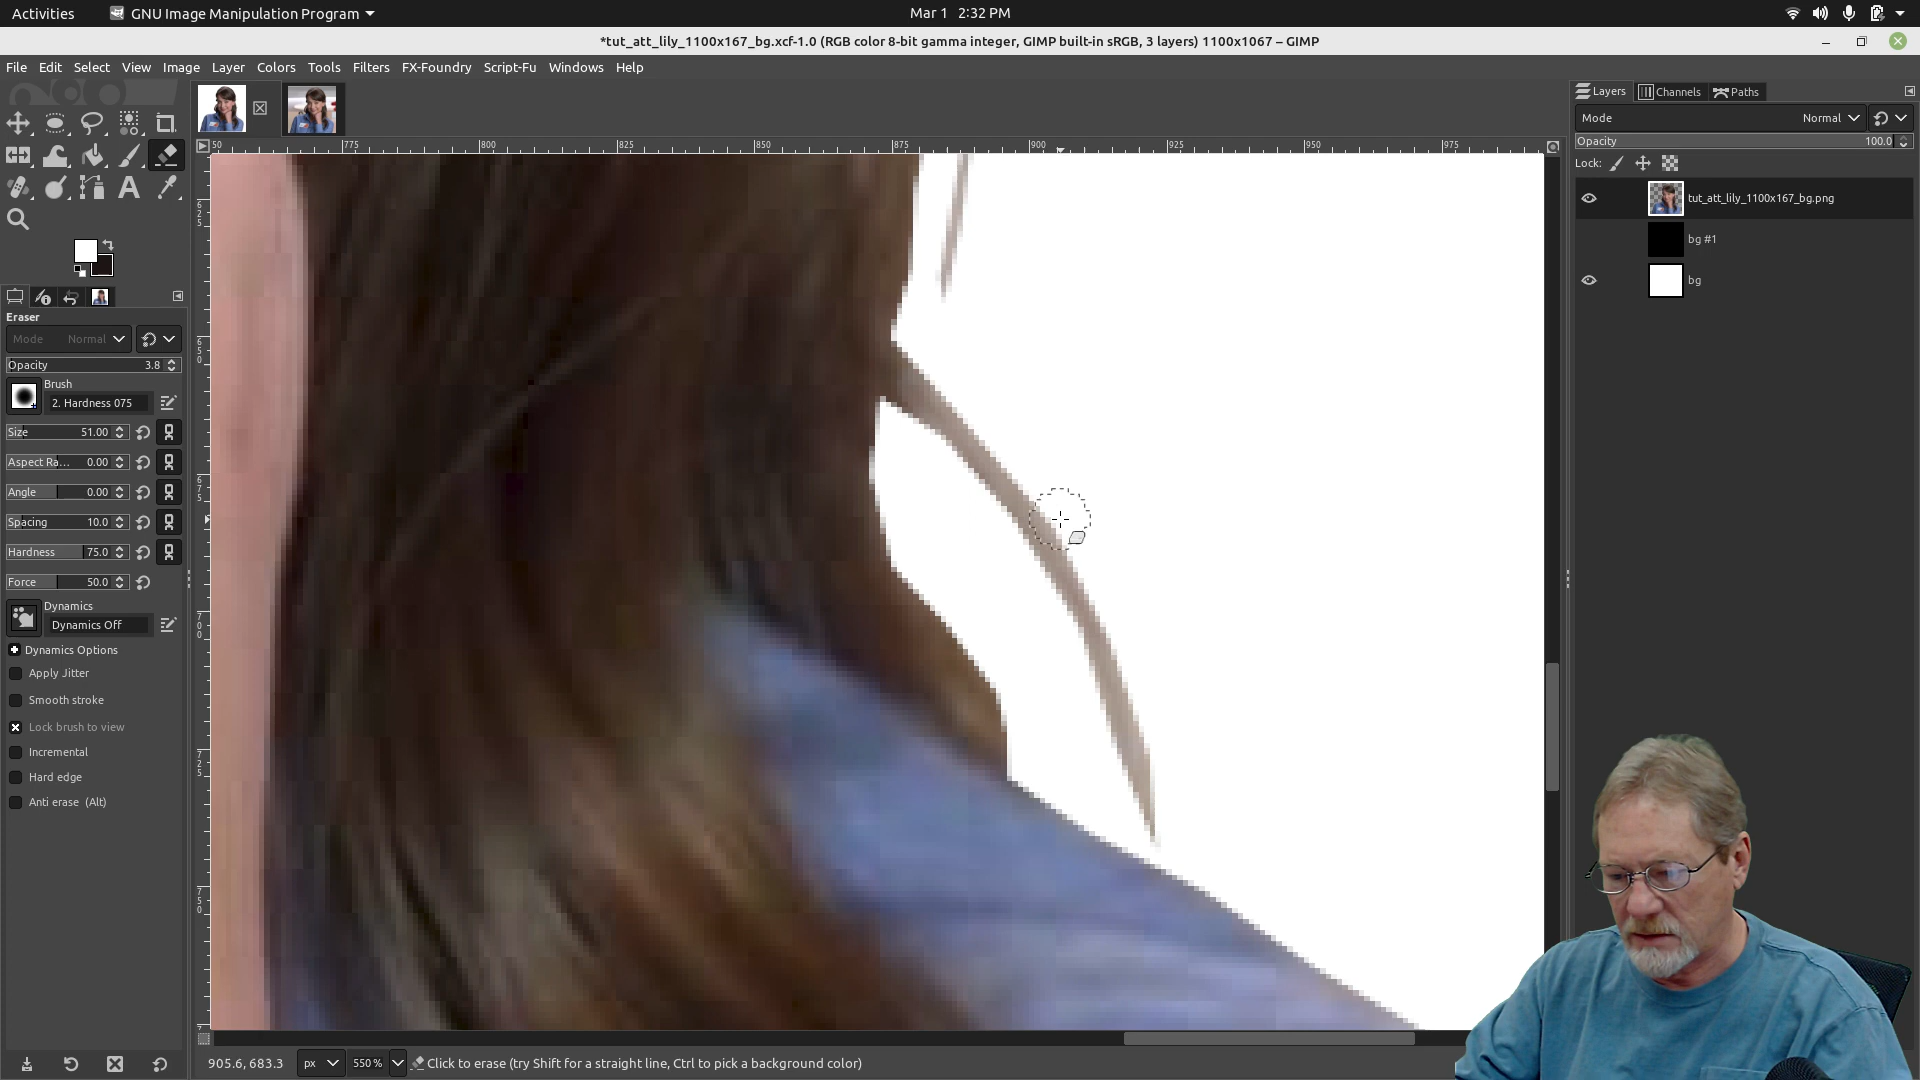 Activities
GNU Image Manipulation Program
Mar 1 2:32 PM
*tut_att_lily_1100x167_bg.xcf-1.0 (RGB color 8-bit gamma integer, GIMP built-in sRGB, 3 layers) 1100x1067 – GIMP
File Edit Select View Image Layer Colors Tools Filters FX-Foundry Script-Fu Windows Help
Layers Channels Paths
Mode Normal
Opacity 100.0
Lock:
tut_att_lily_1100x167_bg.png
bg #1
bg
50 775 800 825 850 875 900 925 950 975
625
650
675
700
725
750
Eraser
Mode Normal
Opacity 3.8
Brush
2. Hardness 075
Size 51.00
Aspect Ra... 0.00
Angle 0.00
Spacing 10.0
Hardness 75.0
Force 50.0
Dynamics
Dynamics Off
Dynamics Options
Apply Jitter
Smooth stroke
Lock brush to view
Incremental
Hard edge
Anti erase (Alt)
905.6, 683.3 px 550 % Click to erase (try Shift for a straight line, Ctrl to pick a background color)